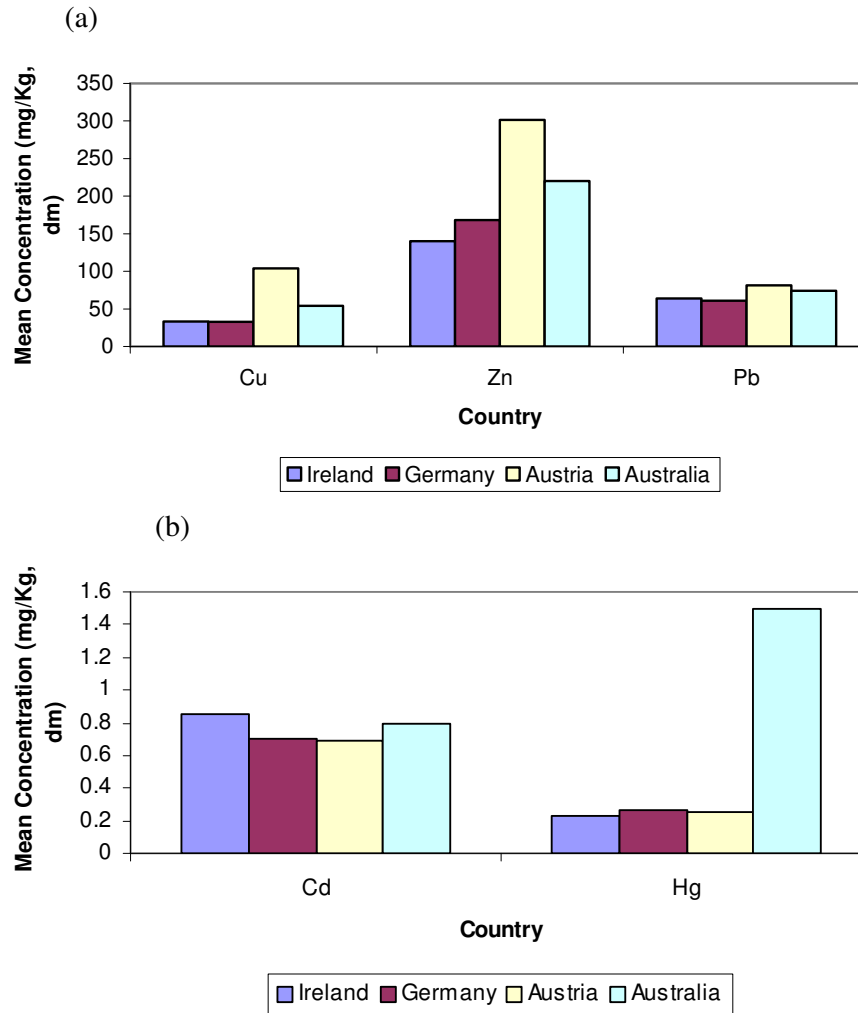 (a)
Mean Concentration (mg/Kg,
dm)
350
300
250
200
150
100
50
0
Cu Zn Pb
Country
Ireland Germany Austria Australia
(b)
Mean Concentration (mg/Kg,
dm)
1.6
1.4
1.2
1
0.8
0.6
0.4
0.2
0
Cd Hg
Country
Ireland Germany Austria Australia